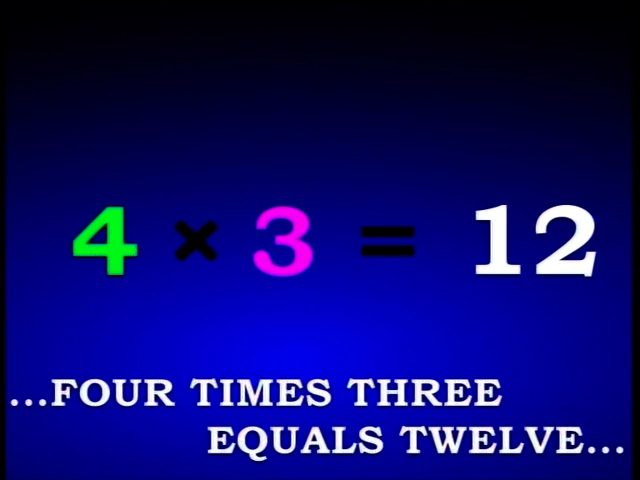 4 × 3 = 12
...FOUR TIMES THREE
EQUALS TWELVE...